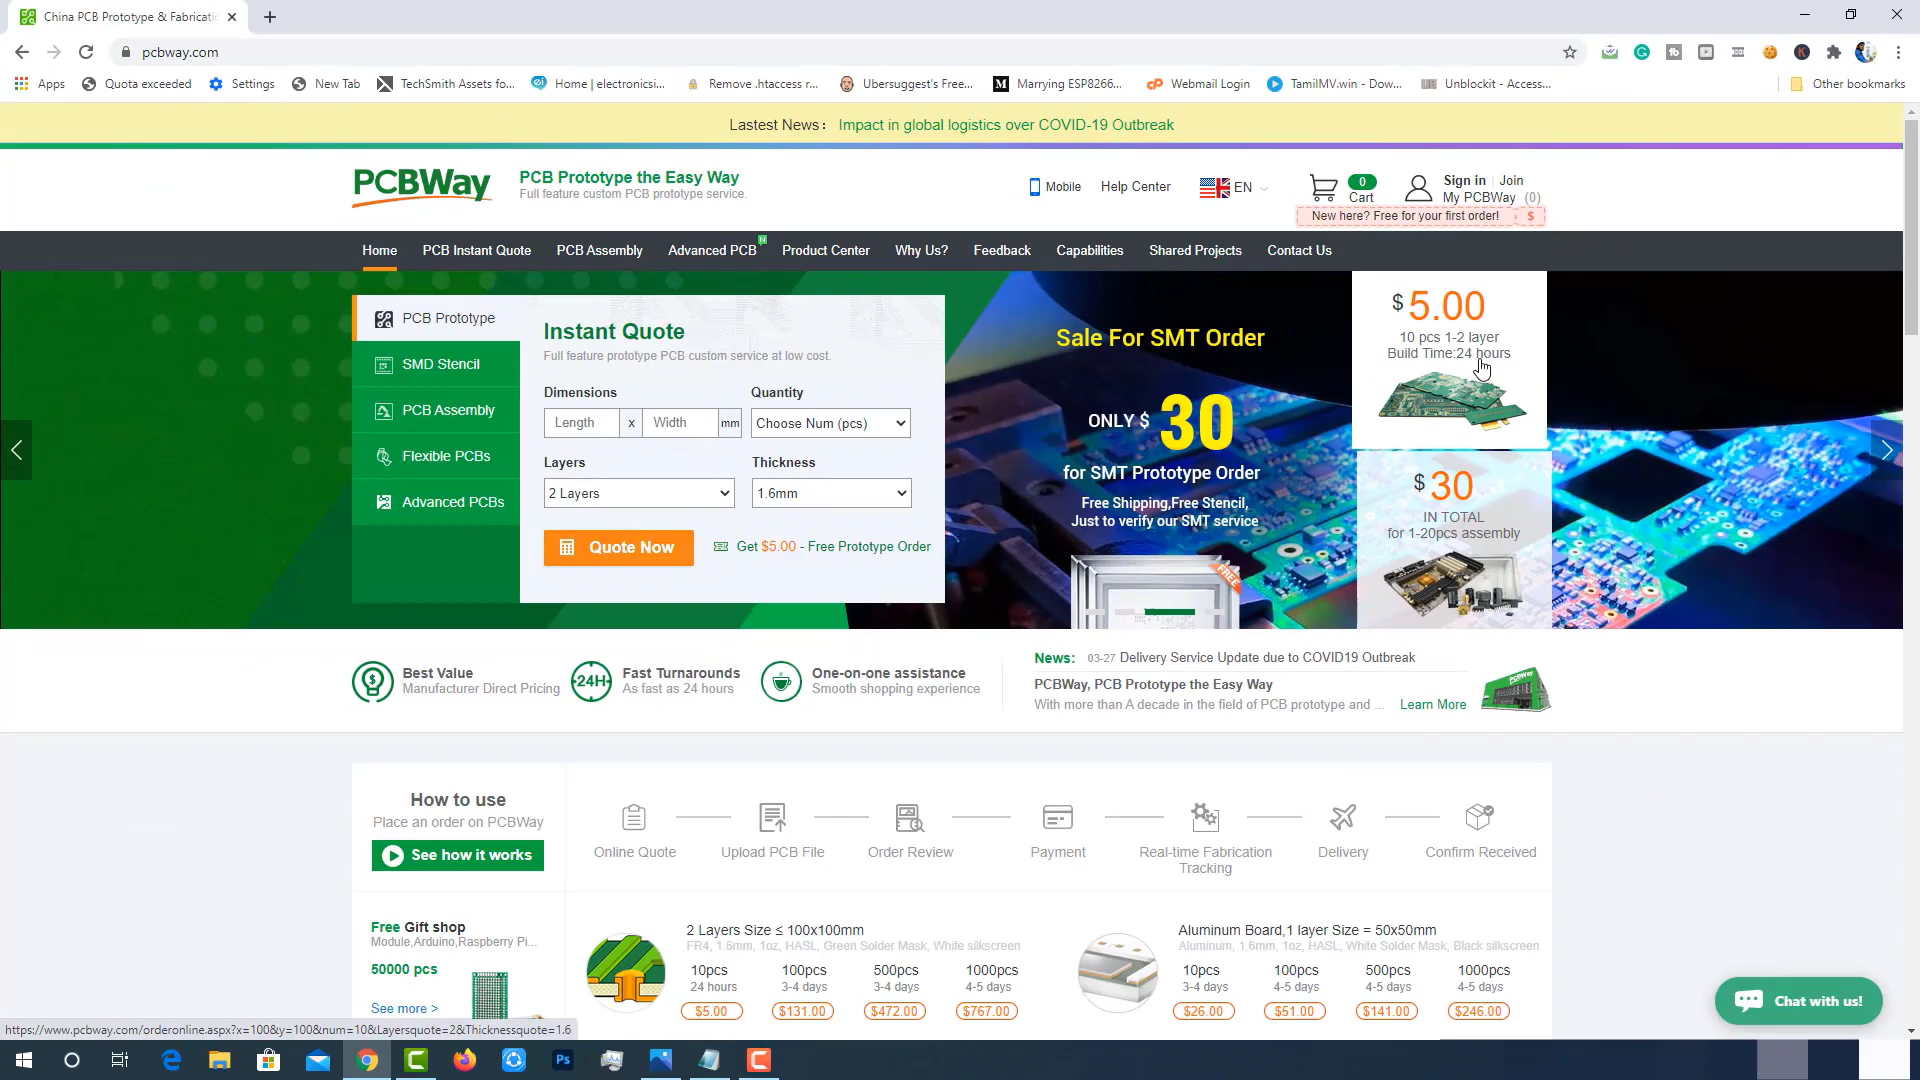 China PCB Prototype & Fabricati
pcbway.com
Apps
Quota exceeded
Settings
New Tab
TechSmith Assets fo...
Home | electronicsi...
Remove .htaccess r...
Ubersuggest's Free...
Marrying ESP8266...
Webmail Login
TamilMV.win - Dow...
Unblockit - Access...
Other bookmarks
Lastest News： Impact in global logistics over COVID-19 Outbreak
PCBWay
PCB Prototype the Easy Way
Full feature custom PCB prototype service.
Mobile
Help Center
EN
0
Cart
Sign in | Join
My PCBWay (0)
New here? Free for your first order! $
Home
PCB Instant Quote
PCB Assembly
Advanced PCB
N
Product Center
Why Us?
Feedback
Capabilities
Shared Projects
Contact Us
PCB Prototype
SMD Stencil
PCB Assembly
Flexible PCBs
Advanced PCBs
Instant Quote
Full feature prototype PCB custom service at low cost.
Dimensions
Quantity
Length x Width mm
Choose Num (pcs)
Layers
Thickness
2 Layers
1.6mm
Quote Now
Get $5.00 - Free Prototype Order
Sale For SMT Order
ONLY $ 30
for SMT Prototype Order
Free Shipping,Free Stencil,
Just to verify our SMT service
FREE
$ 5.00
10 pcs 1-2 layer
Build Time:24 hours
$ 30
IN TOTAL
for 1-20pcs assembly
Best Value
Manufacturer Direct Pricing
24H
Fast Turnarounds
As fast as 24 hours
One-on-one assistance
Smooth shopping experience
News: 03-27 Delivery Service Update due to COVID19 Outbreak
PCBWay, PCB Prototype the Easy Way
With more than A decade in the field of PCB prototype and ... Learn More
PCBWay
How to use
Place an order on PCBWay
See how it works
Online Quote
Upload PCB File
Order Review
Payment
Real-time Fabrication
Tracking
Delivery
Confirm Received
Free Gift shop
Module,Arduino,Raspberry Pi...
50000 pcs
See more >
2 Layers Size ≤ 100x100mm
FR4, 1.6mm, 1oz, HASL, Green Solder Mask, White silkscreen
10pcs 100pcs 500pcs 1000pcs
24 hours 3-4 days 3-4 days 4-5 days
$5.00 $131.00 $472.00 $767.00
Aluminum Board,1 layer Size = 50x50mm
Aluminum, 1.6mm, 1oz, HASL, White Solder Mask, Black silkscreen
10pcs 100pcs 500pcs 1000pcs
3-4 days 4-5 days 4-5 days 4-5 days
$26.00 $51.00 $141.00 $246.00
Chat with us!
https://www.pcbway.com/orderonline.aspx?x=100&y=100&num=10&Layersquote=2&Thicknessquote=1.6
Ps